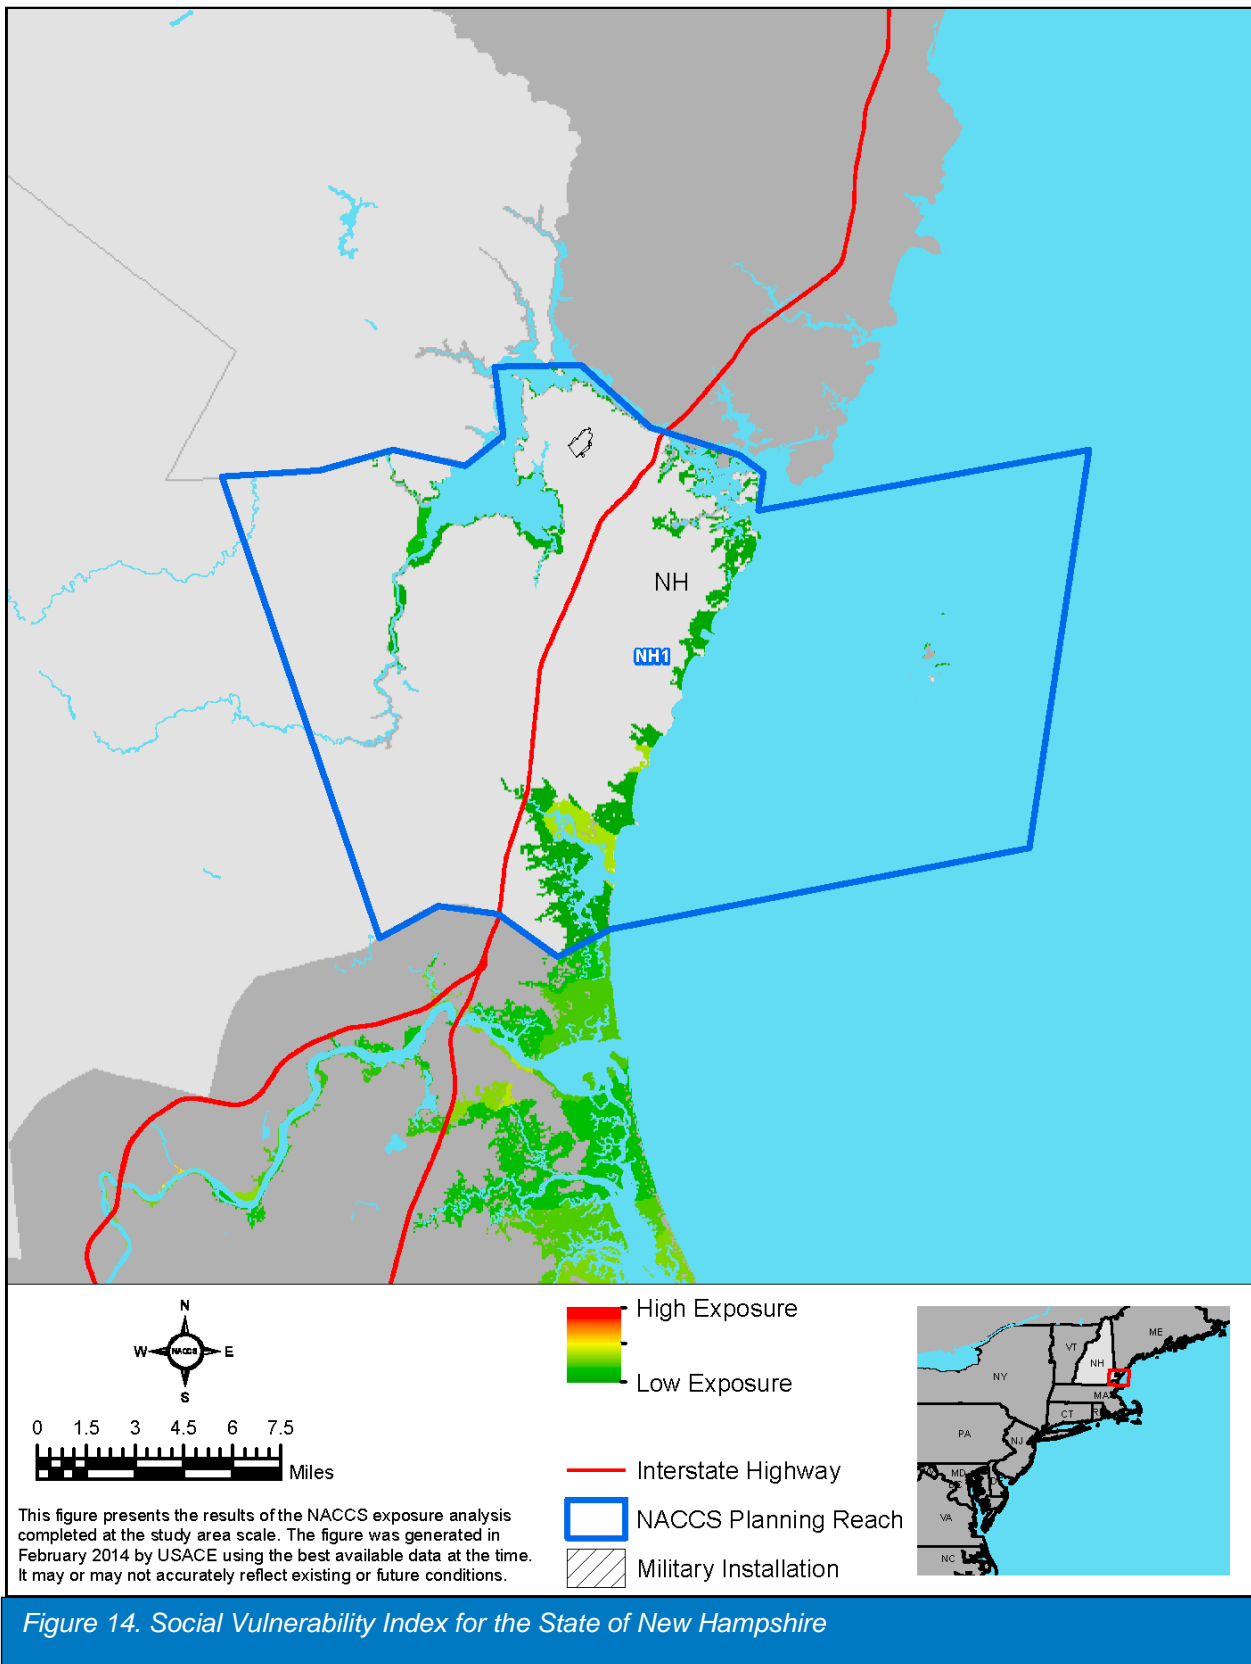 NH
NH1
N
W
NACCS
E
S
0 1.5 3 4.5 6 7.5
Miles
This figure presents the results of the NACCS exposure analysis
completed at the study area scale. The figure was generated in
February 2014 by USACE using the best available data at the time.
It may or may not accurately reflect existing or future conditions.
High Exposure
Low Exposure
Interstate Highway
NACCS Planning Reach
Military Installation
ME
VT
NH
NY
MA
CT
PA
NJ
MD
VA
NC
Figure 14. Social Vulnerability Index for the State of New Hampshire